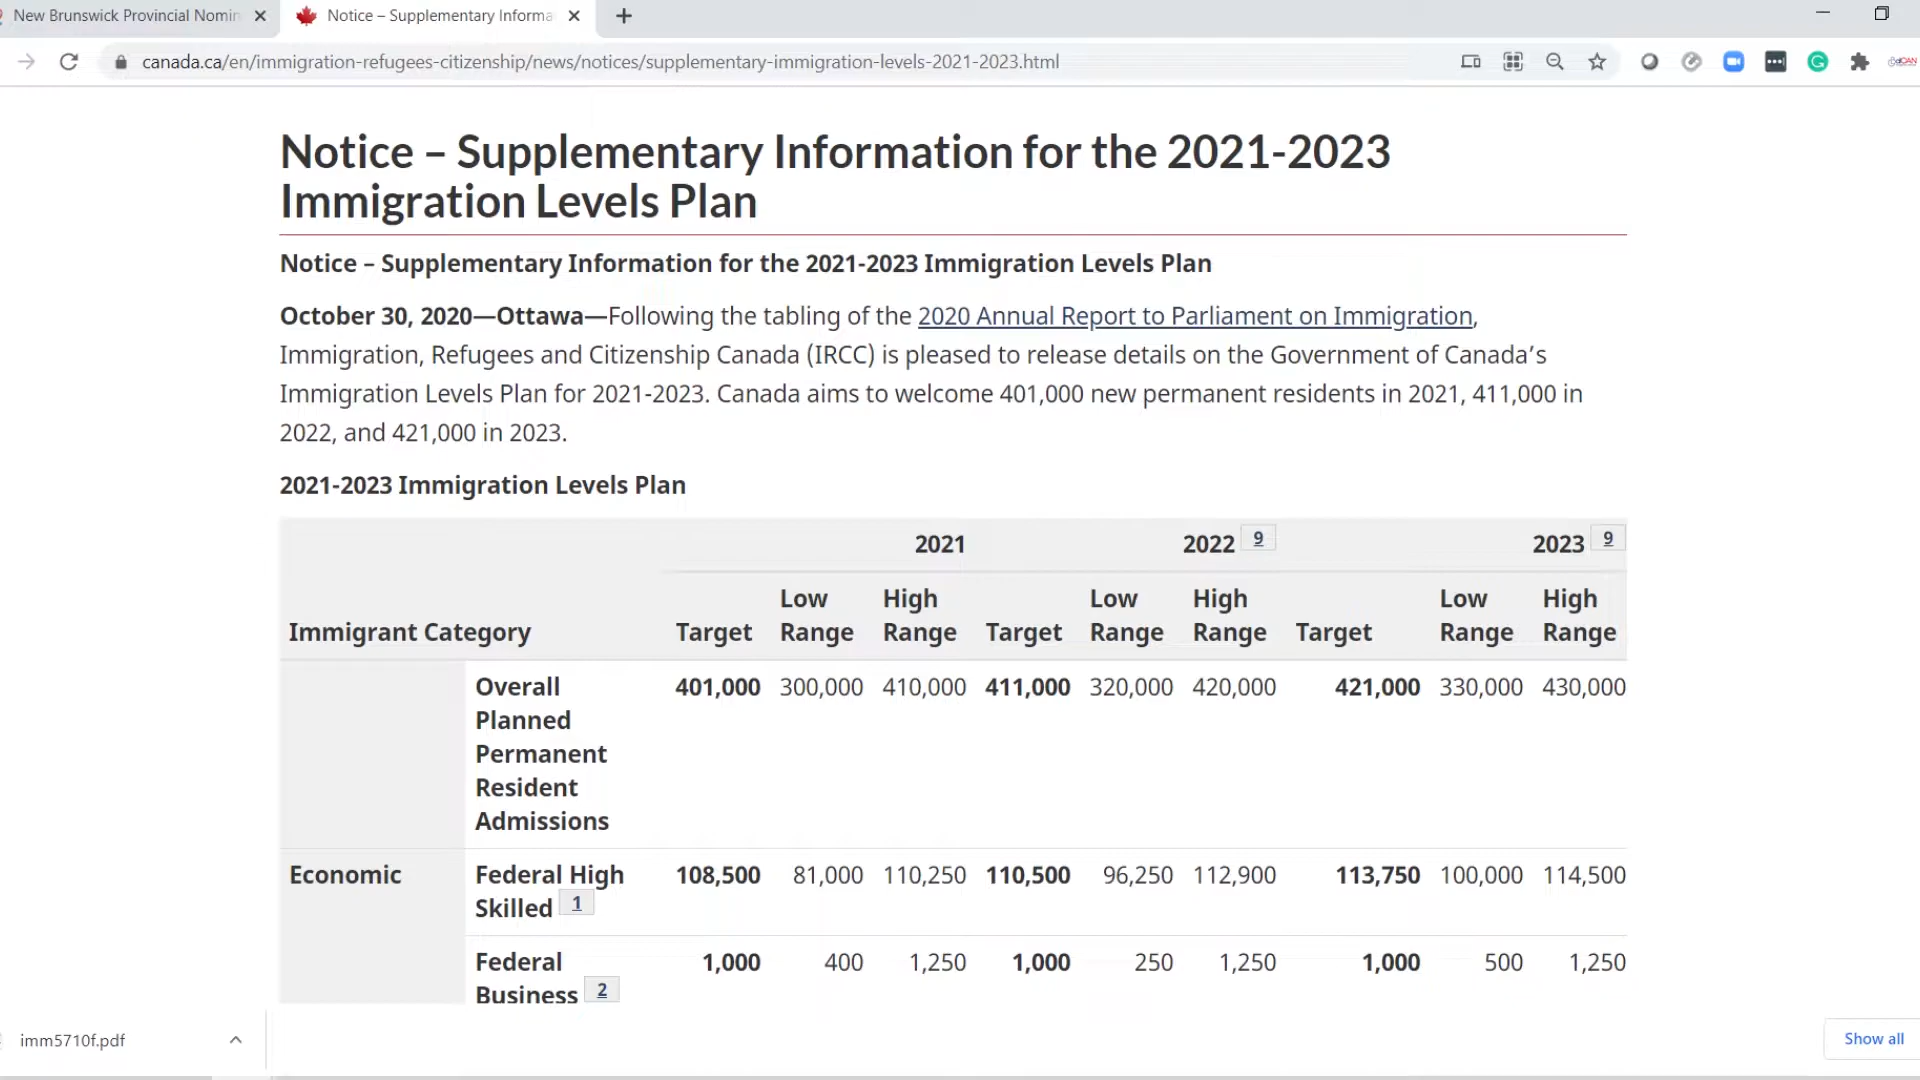 New Brunswick Provincial Nomin
Notice – Supplementary Informa
canada.ca/en/immigration-refugees-citizenship/news/notices/supplementary-immigration-levels-2021-2023.html
Notice – Supplementary Information for the 2021-2023
Immigration Levels Plan
Notice – Supplementary Information for the 2021-2023 Immigration Levels Plan
October 30, 2020—Ottawa—Following the tabling of the 2020 Annual Report to Parliament on Immigration,
Immigration, Refugees and Citizenship Canada (IRCC) is pleased to release details on the Government of Canada’s
Immigration Levels Plan for 2021-2023. Canada aims to welcome 401,000 new permanent residents in 2021, 411,000 in
2022, and 421,000 in 2023.
2021-2023 Immigration Levels Plan
2021 2022 9 2023 9
Low High Low High Low High
Immigrant Category Target Range Range Target Range Range Target Range Range
Overall 401,000 300,000 410,000 411,000 320,000 420,000 421,000 330,000 430,000
Planned
Permanent
Resident
Admissions
Economic Federal High 108,500 81,000 110,250 110,500 96,250 112,900 113,750 100,000 114,500
Skilled 1
Federal 1,000 400 1,250 1,000 250 1,250 1,000 500 1,250
Business 2
imm5710f.pdf
Show all